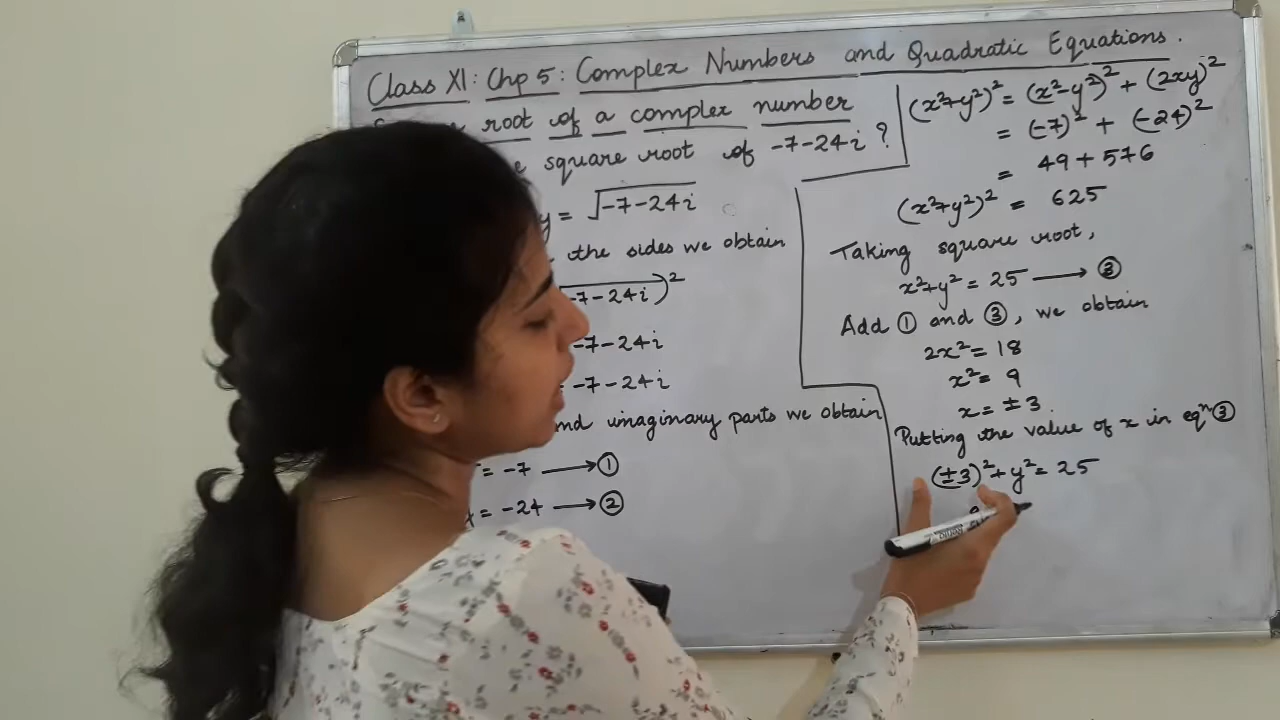 Class XI: Chp 5: Complex Numbers and Quadratic Equations.
root of a complex number
square root of -7-24i ?
y = √-7-24i
the sides we obtain
-7-24i)²
-7-24i
= -7-24i
and imaginary parts we obtain
= -7 → ①
= -24 → ②
(x²+y²)² = (x²-y²)² + (2xy)²
= (-7)² + (-24)²
= 49 + 576
(x²+y²)² = 625
Taking square root,
x²+y² = 25 → ③
Add ① and ③, we obtain
2x² = 18
x² = 9
x = ±3
Putting the value of x in eqⁿ ③
(±3)² + y² = 25